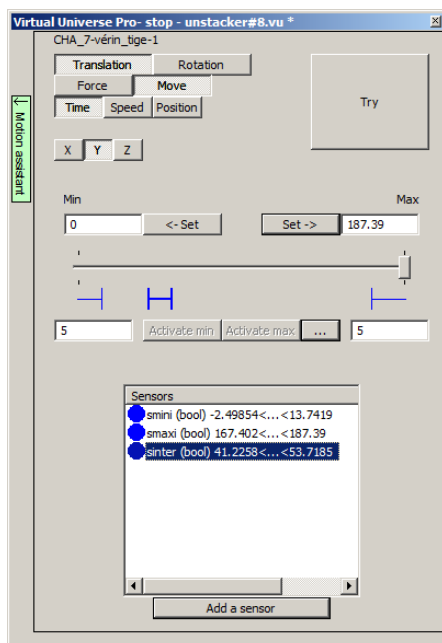 Virtual Universe Pro- stop - unstacker#8.vu *
CHA_7-vérin_tige-1
Translation Rotation
Force Move
Time Speed Position
Try
Motion assistant
X Y Z
Min Max
0 <- Set Set -> 187.39
5 Activate min Activate max ... 5
Sensors
smini (bool) -2.49854<...<13.7419
smaxi (bool) 167.402<...<187.39
sinter (bool) 41.2258<...<53.7185
Add a sensor